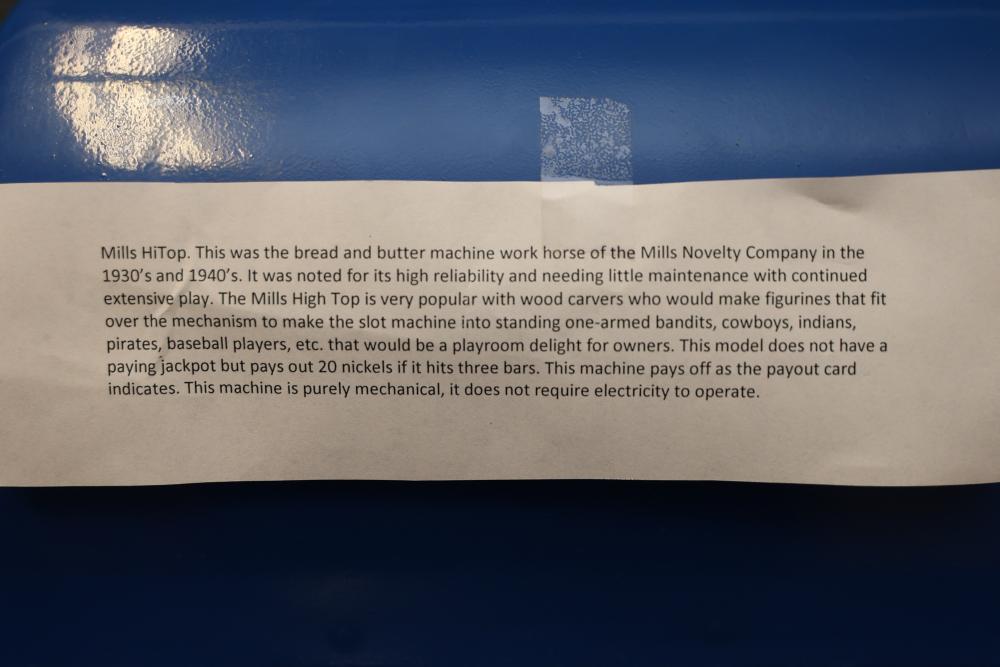 Mills HiTop. This was the bread and butter machine work horse of the Mills Novelty Company in the
1930's and 1940's. It was noted for its high reliability and needing little maintenance with continued
extensive play. The Mills High Top is very popular with wood carvers who would make figurines that fit
over the mechanism to make the slot machine into standing one-armed bandits, cowboys, indians,
pirates, baseball players, etc. that would be a playroom delight for owners. This model does not have a
paying jackpot but pays out 20 nickels if it hits three bars. This machine pays off as the payout card
indicates. This machine is purely mechanical, it does not require electricity to operate.